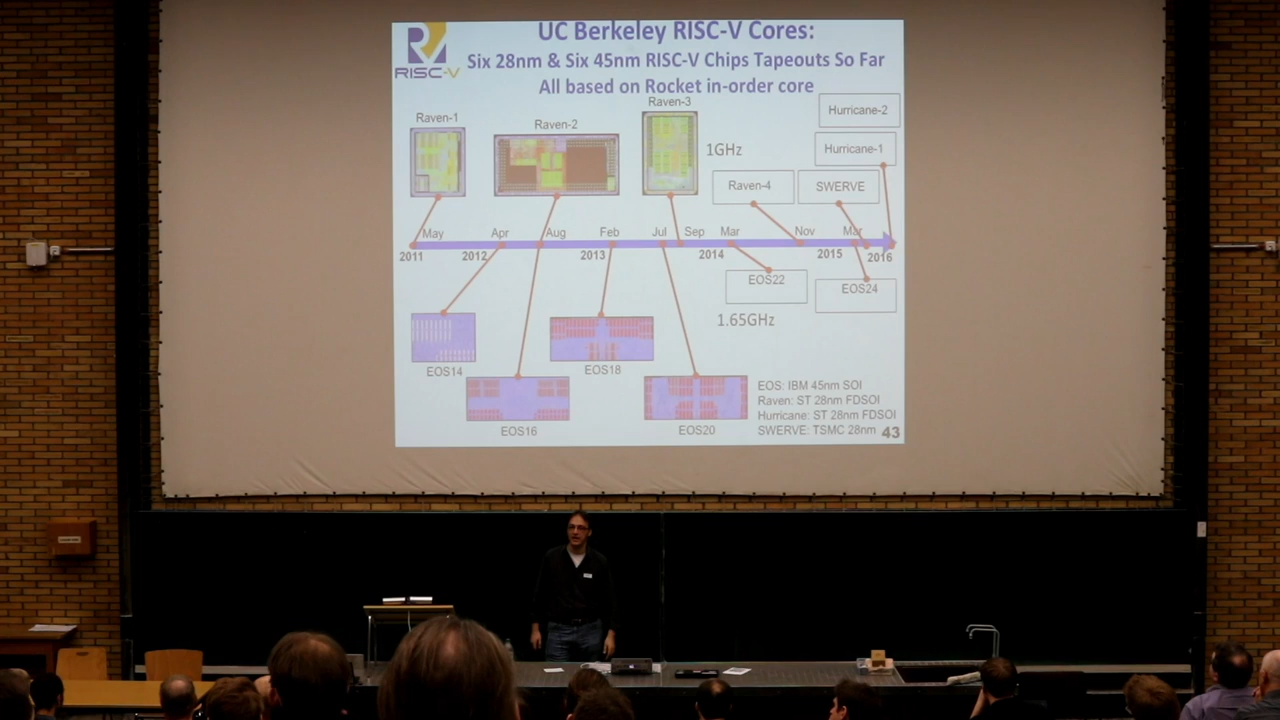 UC Berkeley RISC-V Cores:
Six 28nm & Six 45nm RISC-V Chips Tapeouts So Far
All based on Rocket in-order core
RISC-V
Raven-1
Raven-2
Raven-3
1GHz
Hurricane-2
Hurricane-1
Raven-4
SWERVE
May
Apr
Aug
Feb
Jul
Sep
Mar
Nov
Mar
2011
2012
2013
2014
2015
2016
EOS22
EOS24
1.65GHz
EOS14
EOS18
EOS16
EOS20
EOS: IBM 45nm SOI
Raven: ST 28nm FDSOI
Hurricane: ST 28nm FDSOI
SWERVE: TSMC 28nm
43